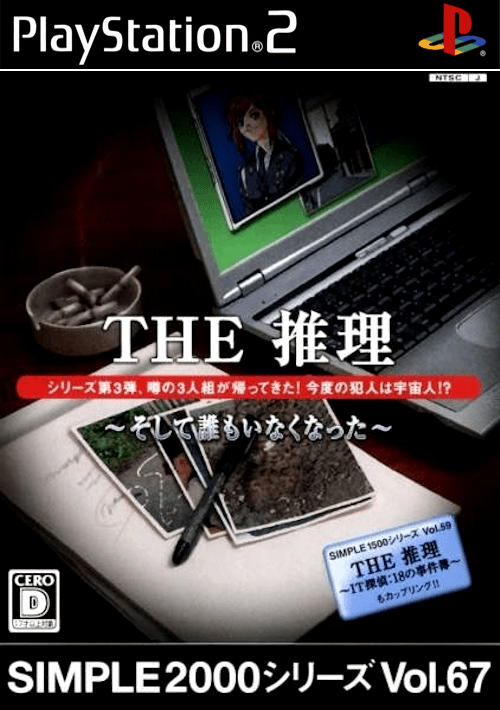 PlayStation®2
®
NTSC J
THE 推理
シリーズ第3弾、噂の3人組が帰ってきた!今度の犯人は宇宙人!?
～そして誰もいなくなった～
SIMPLE1500シリーズ Vol.59
THE 推理
～IT探偵:18の事件簿～
もカップリング!!
CERO
D
SIMPLE2000シリーズ Vol.67